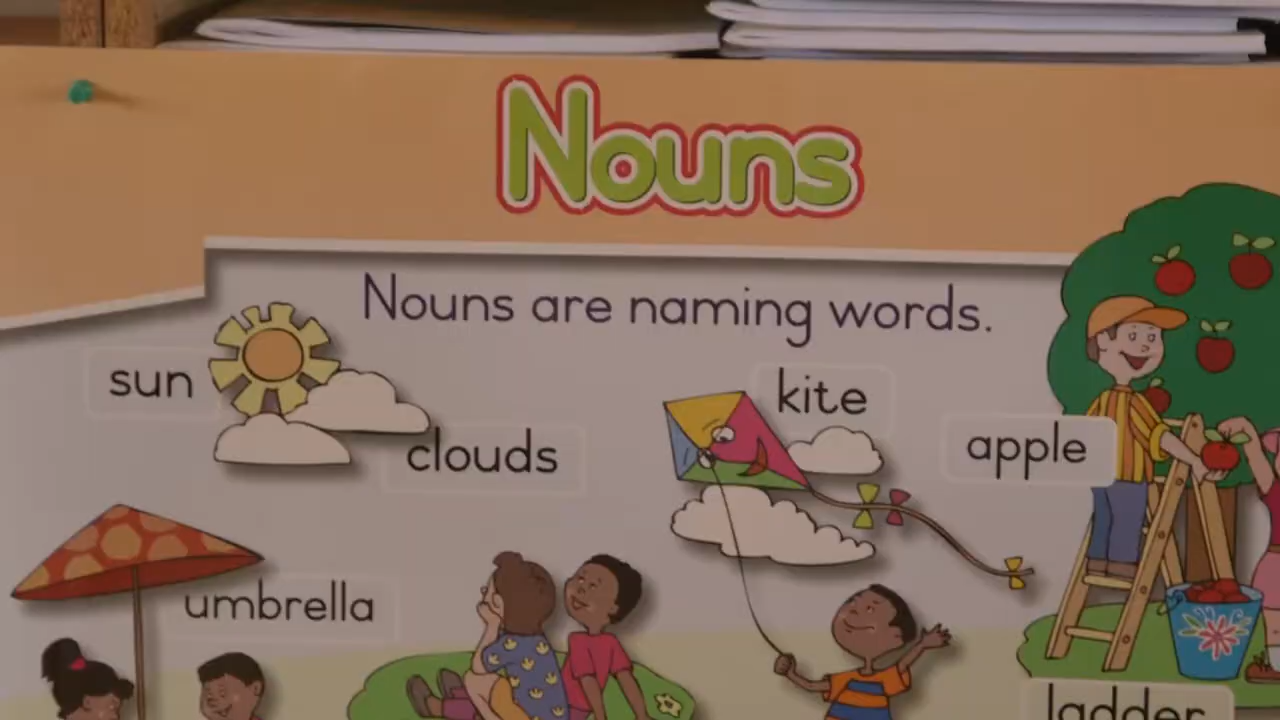 Nouns
Nouns are naming words.
sun
clouds
kite
apple
umbrella
ladder